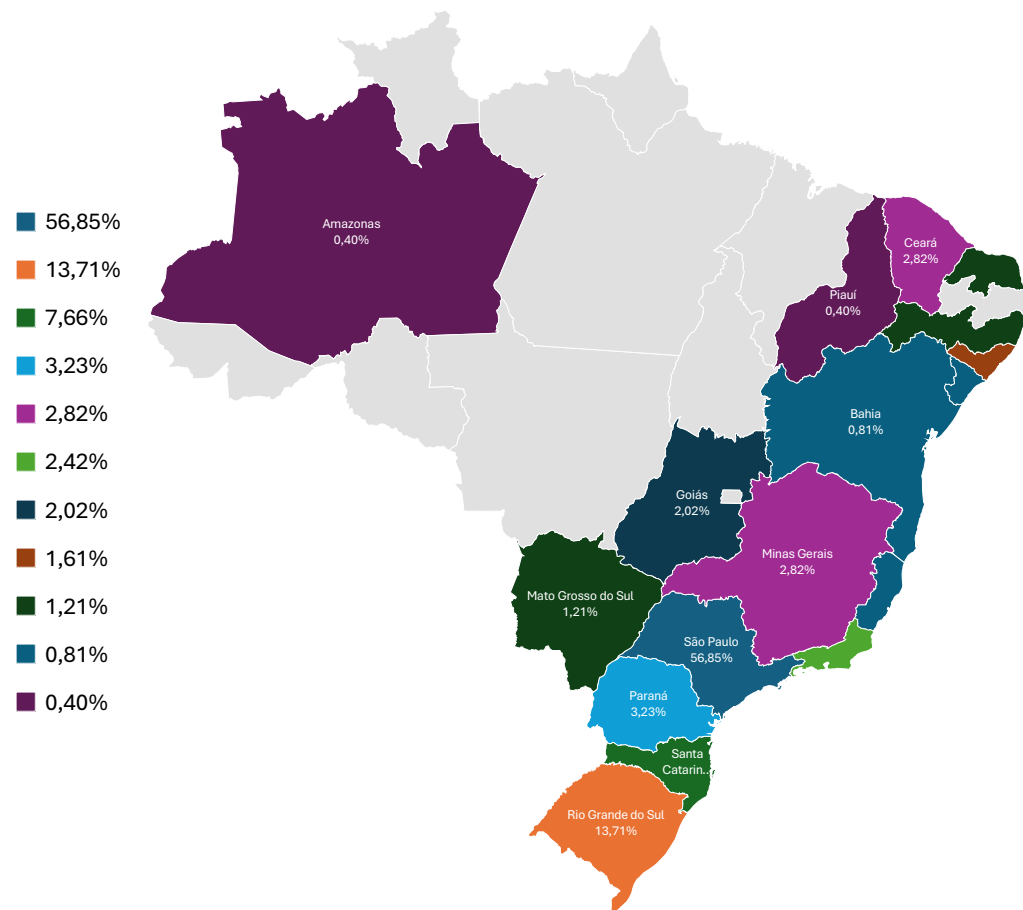 56,85%
13,71%
7,66%
3,23%
2,82%
2,42%
2,02%
1,61%
1,21%
0,81%
0,40%
Amazonas
0,40%
Ceará
2,82%
Piauí
0,40%
Bahia
0,81%
Goiás
2,02%
Minas Gerais
2,82%
Mato Grosso do Sul
1,21%
São Paulo
56,85%
Paraná
3,23%
Santa
Catarin...
Rio Grande do Sul
13,71%